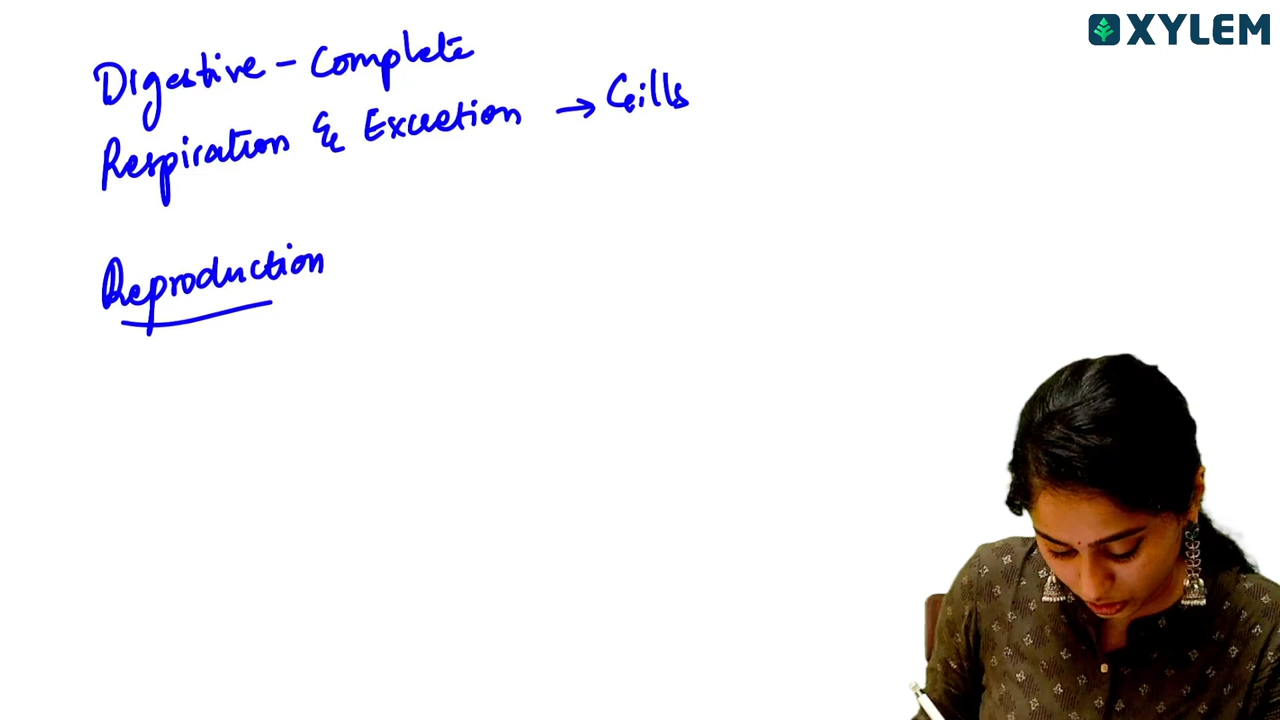 XYLEM
Digestive - Complete
Respiration & Excretion → Gills
Reproduction